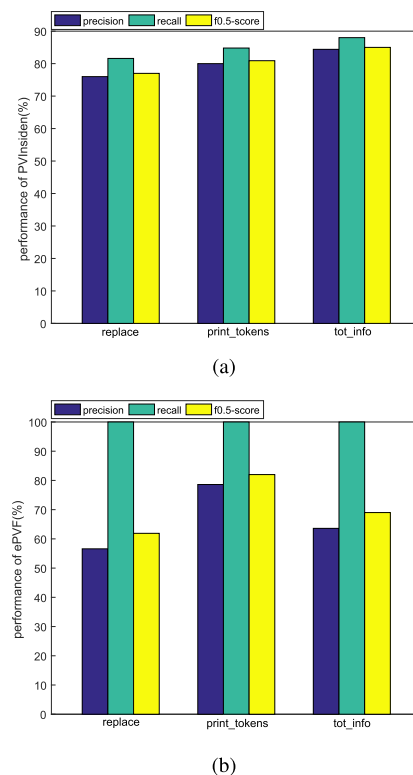 precision recall f0.5-score
90
80
70
60
50
40
30
20
10
0
performance of PVInsiden(%)
replace print_tokens tot_info
(a)
precision recall f0.5-score
100
90
80
70
60
50
40
30
20
10
0
performance of ePVF(%)
replace print_tokens tot_info
(b)